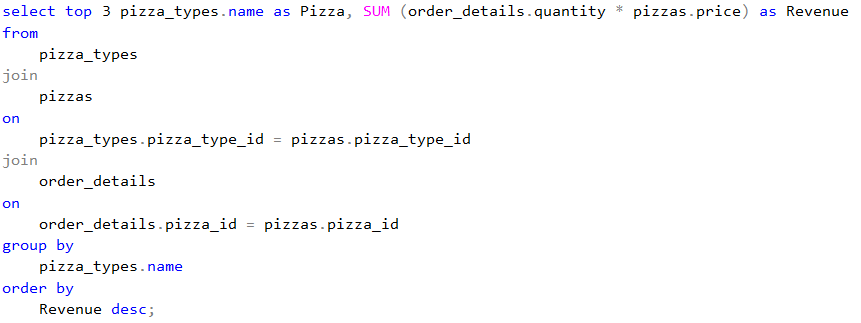 select top 3 pizza_types.name as Pizza, SUM (order_details.quantity * pizzas.price) as Revenue
from
    pizza_types
join
    pizzas
on
    pizza_types.pizza_type_id = pizzas.pizza_type_id
join
    order_details
on
    order_details.pizza_id = pizzas.pizza_id
group by
    pizza_types.name
order by
    Revenue desc;